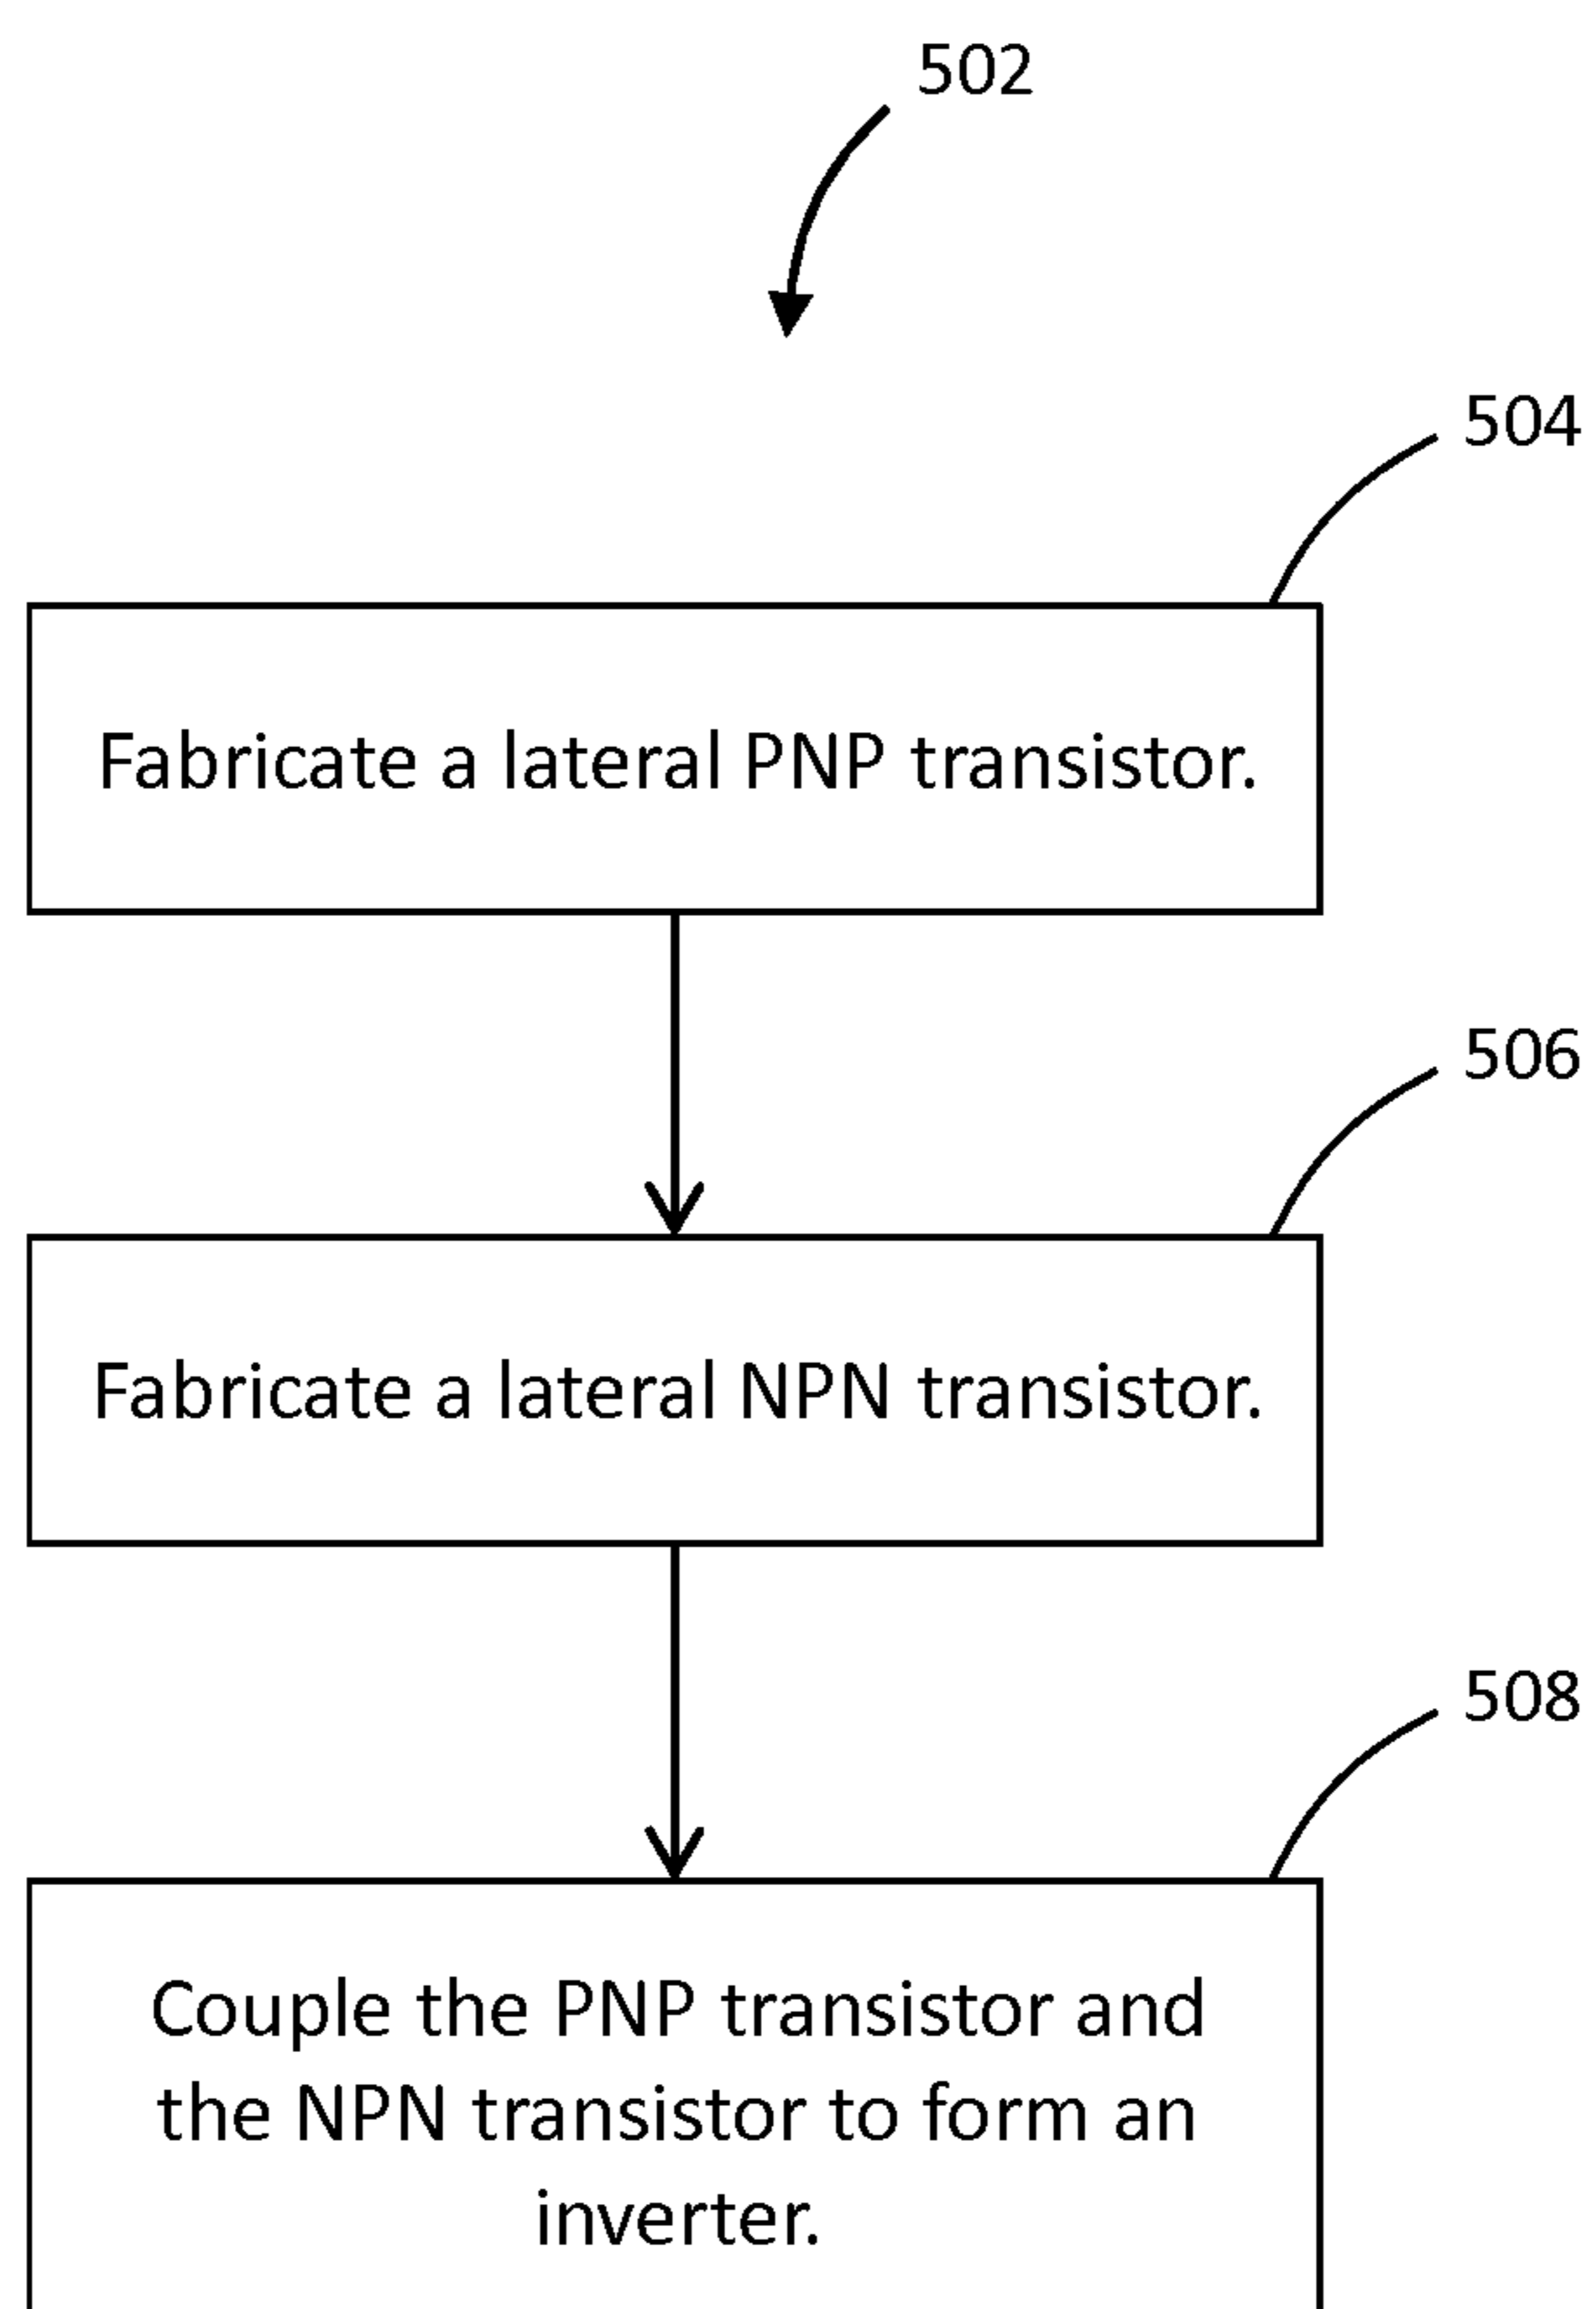 502
504
Fabricate a lateral PNP transistor.
506
Fabricate a lateral NPN transistor.
508
Couple the PNP transistor and
the NPN transistor to form an
inverter.